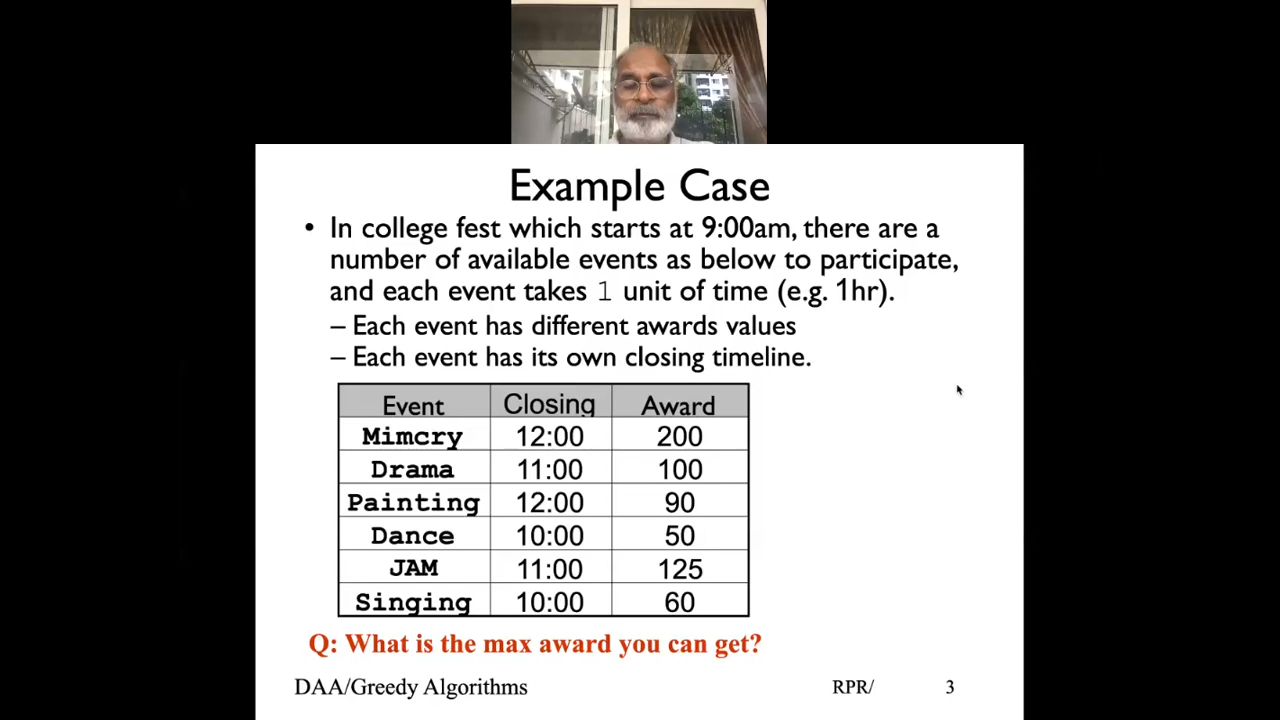 Example Case
• In college fest which starts at 9:00am, there are a
number of available events as below to participate,
and each event takes 1 unit of time (e.g. 1hr).
– Each event has different awards values
– Each event has its own closing timeline.
Event Closing Award
Mimcry 12:00 200
Drama 11:00 100
Painting 12:00 90
Dance 10:00 50
JAM 11:00 125
Singing 10:00 60
Q: What is the max award you can get?
DAA/Greedy Algorithms RPR/ 3